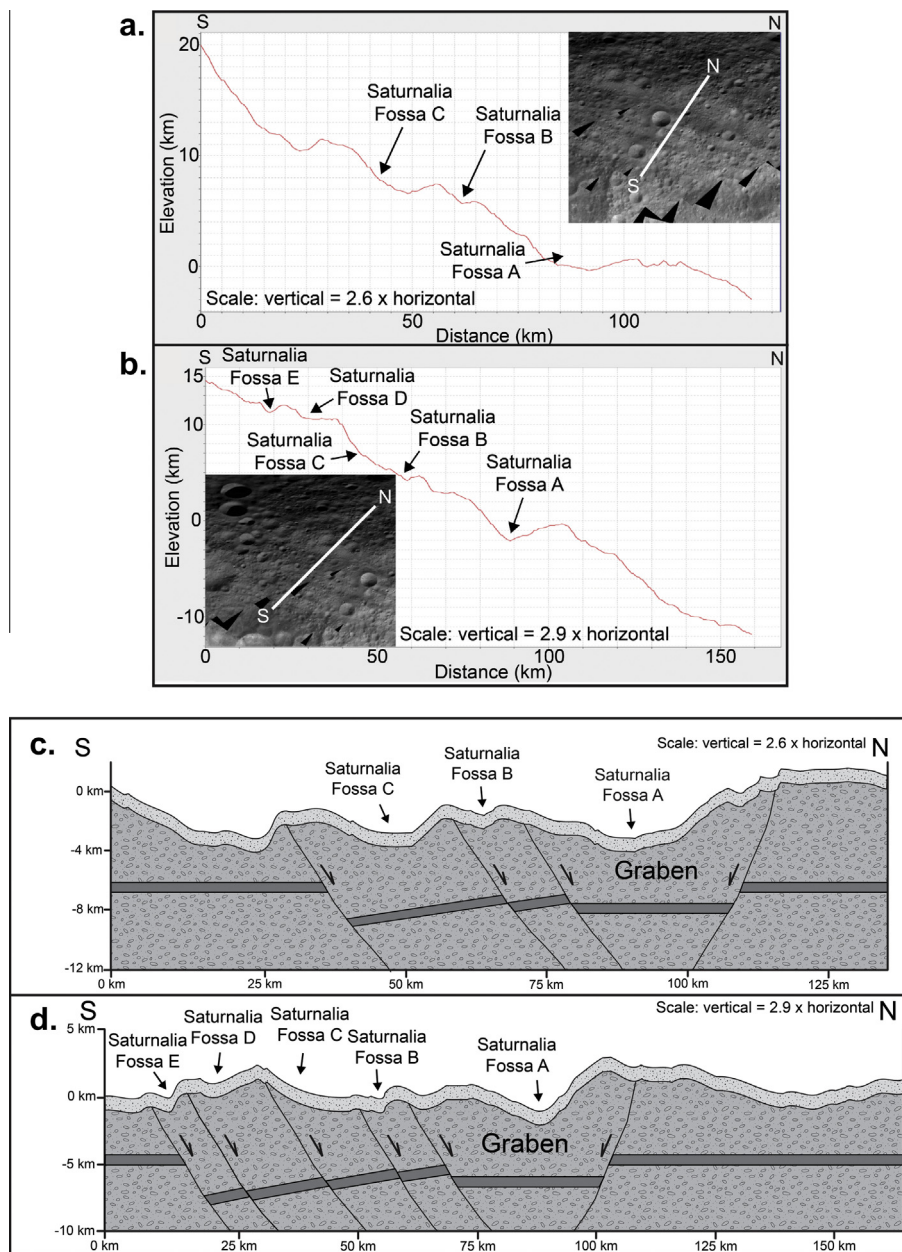 a.
S
N
20
10
0
Elevation (km)
Saturnalia
Fossa C
Saturnalia
Fossa B
Saturnalia
Fossa A
N
S
Scale: vertical = 2.6 x horizontal
0
50
100
Distance (km)
b.
S
N
15
10
0
-10
Elevation (km)
Saturnalia
Fossa E
Saturnalia
Fossa D
Saturnalia
Fossa C
Saturnalia
Fossa B
Saturnalia
Fossa A
N
S
Scale: vertical = 2.9 x horizontal
0
50
100
150
Distance (km)
c.
S
Scale: vertical = 2.6 x horizontal
N
Saturnalia
Fossa C
Saturnalia
Fossa B
Saturnalia
Fossa A
0 km
-4 km
-8 km
-12 km
Graben
0 km
25 km
50 km
75 km
100 km
125 km
d.
S
Scale: vertical = 2.9 x horizontal
N
5 km
0 km
-5 km
-10 km
Saturnalia
Fossa E
Saturnalia
Fossa D
Saturnalia
Fossa C
Saturnalia
Fossa B
Saturnalia
Fossa A
Graben
0 km
25 km
50 km
75 km
100 km
125 km
150 km